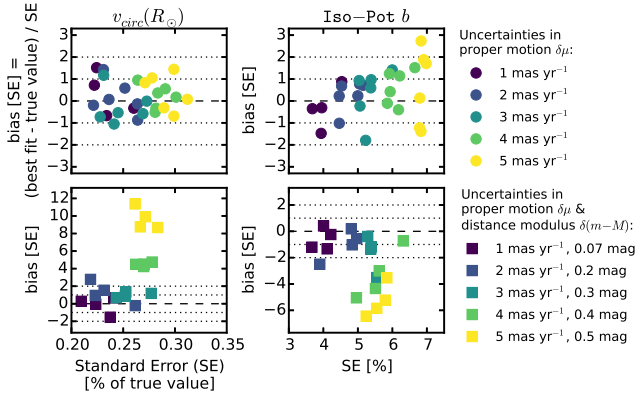 v_circ(R_⊙)
Iso−Pot b
bias [SE] =
(best fit - true value) / SE
3
2
1
0
−1
−2
−3
bias [SE]
3
2
1
0
−1
−2
−3
Uncertainties in
proper motion δμ:
1 mas yr⁻¹
2 mas yr⁻¹
3 mas yr⁻¹
4 mas yr⁻¹
5 mas yr⁻¹
bias [SE]
12
10
8
6
4
2
0
−1
−2
bias [SE]
2
1
0
−1
−2
−4
−6
Uncertainties in
proper motion δμ &
distance modulus δ(m−M):
1 mas yr⁻¹, 0.07 mag
2 mas yr⁻¹, 0.2 mag
3 mas yr⁻¹, 0.3 mag
4 mas yr⁻¹, 0.4 mag
5 mas yr⁻¹, 0.5 mag
0.20 0.25 0.30 0.35
Standard Error (SE)
[% of true value]
3 4 5 6 7
SE [%]